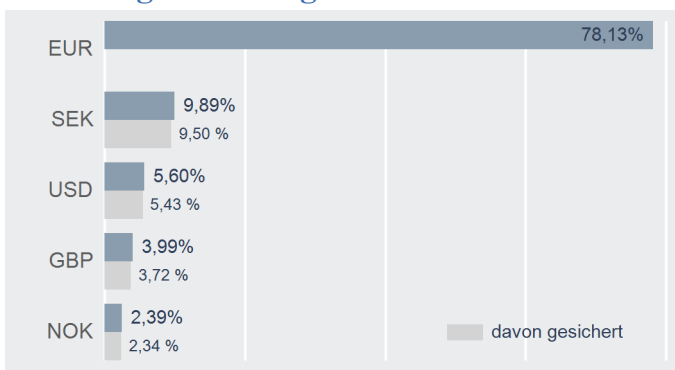 EUR 78,13%
SEK 9,89%
9,50 %
USD 5,60%
5,43 %
GBP 3,99%
3,72 %
NOK 2,39%
2,34 %
davon gesichert